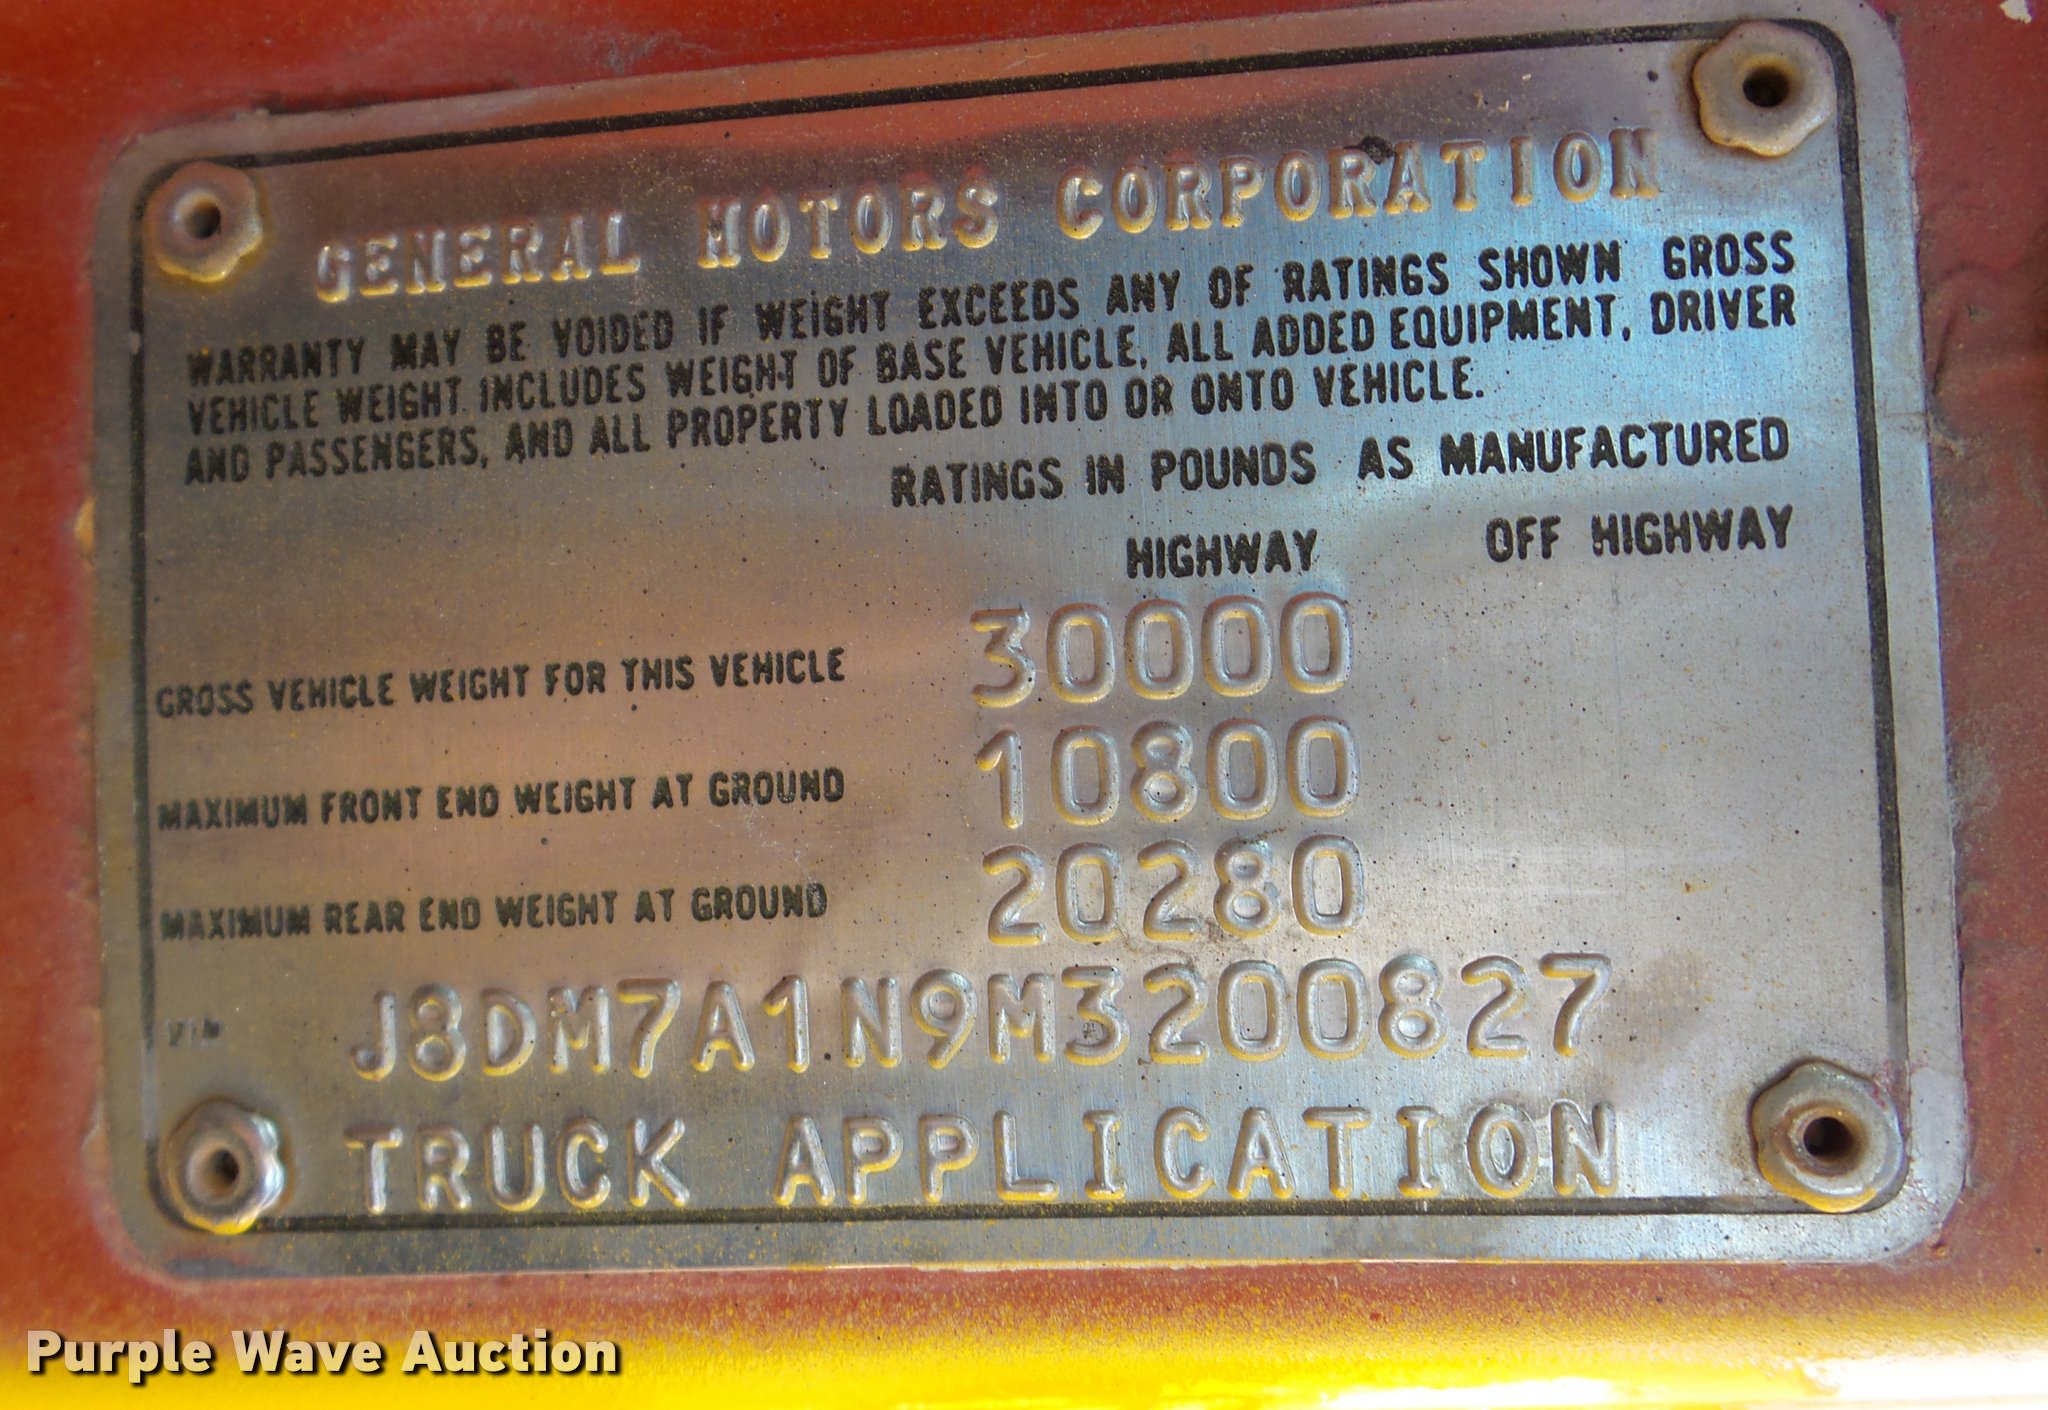 GENERAL MOTORS CORPORATION
WARRANTY MAY BE VOIDED IF WEIGHT EXCEEDS ANY OF RATINGS SHOWN GROSS
VEHICLE WEIGHT INCLUDES WEIGHT OF BASE VEHICLE, ALL ADDED EQUIPMENT, DRIVER
AND PASSENGERS, AND ALL PROPERTY LOADED INTO OR ONTO VEHICLE.
RATINGS IN POUNDS AS MANUFACTURED
HIGHWAY OFF HIGHWAY
GROSS VEHICLE WEIGHT FOR THIS VEHICLE 30000
MAXIMUM FRONT END WEIGHT AT GROUND 10800
MAXIMUM REAR END WEIGHT AT GROUND 20280
VIN J8DM7A1N9M3200827
TRUCK APPLICATION
Purple Wave Auction